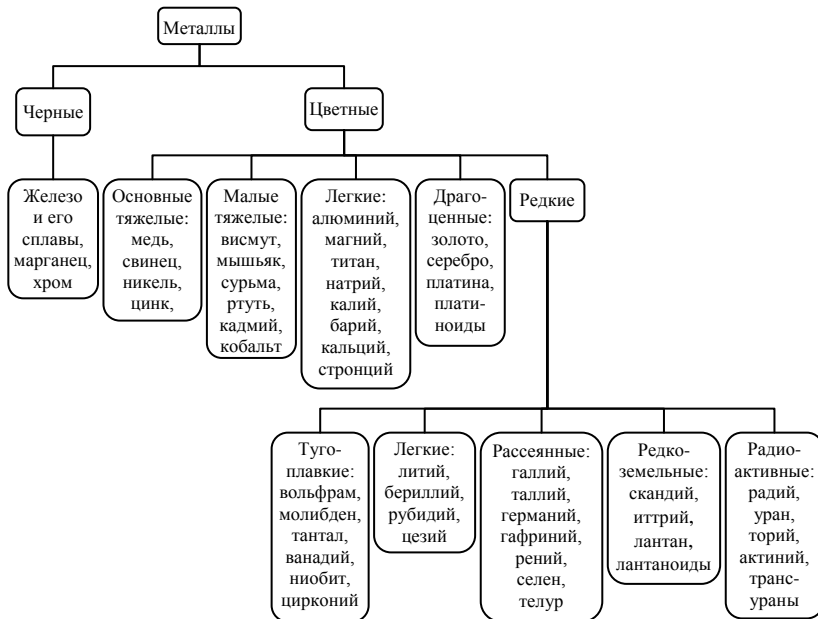 Металлы
Черные
Цветные
Железо
и его
сплавы,
марганец,
хром
Основные
тяжелые:
медь,
свинец,
никель,
цинк,
Малые
тяжелые:
висмут,
мышьяк,
сурьма,
ртуть,
кадмий,
кобальт
Легкие:
алюминий,
магний,
титан,
натрий,
калий,
барий,
кальций,
стронций
Драго-
ценные:
золото,
серебро,
платина,
плати-
ноиды
Редкие
Туго-
плавкие:
вольфрам,
молибден,
тантал,
ванадий,
ниобит,
цирконий
Легкие:
литий,
бериллий,
рубидий,
цезий
Рассеянные:
галлий,
таллий,
германий,
гафриний,
рений,
селен,
телур
Редко-
земельные:
скандий,
иттрий,
лантан,
лантаноиды
Радио-
активные:
радий,
уран,
торий,
актиний,
транс-
ураны